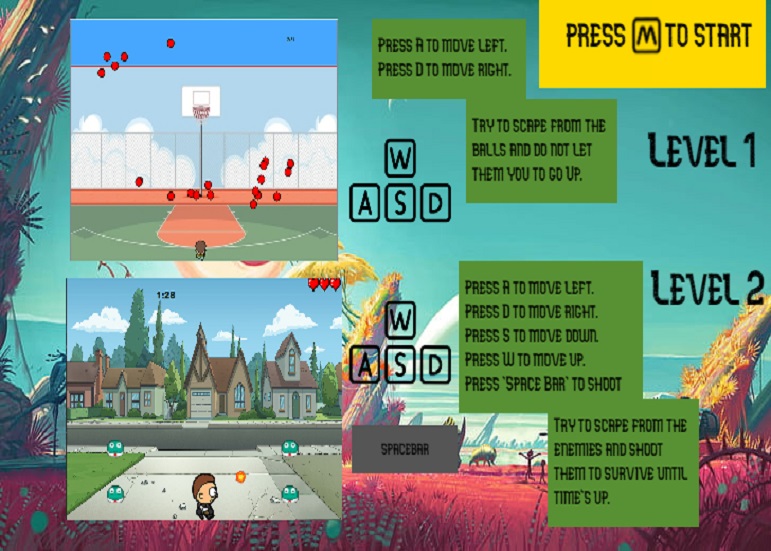 PRESS M TO START
PRESS A TO MOVE LEFT.
PRESS D TO MOVE RIGHT.
TRY TO SCAPE FROM THE
BALLS AND DO NOT LET
THEM YOU TO GO UP.
LEVEL 1
W
A S D
LEVEL 2
1:28
PRESS A TO MOVE LEFT.
PRESS D TO MOVE RIGHT.
PRESS S TO MOVE DOWN.
PRESS W TO MOVE UP.
PRESS 'SPACE BAR' TO SHOOT
W
A S D
SPACEBAR
TRY TO SCAPE FROM THE
ENEMIES AND SHOOT
THEM TO SURVIVE UNTIL
TIME'S UP.